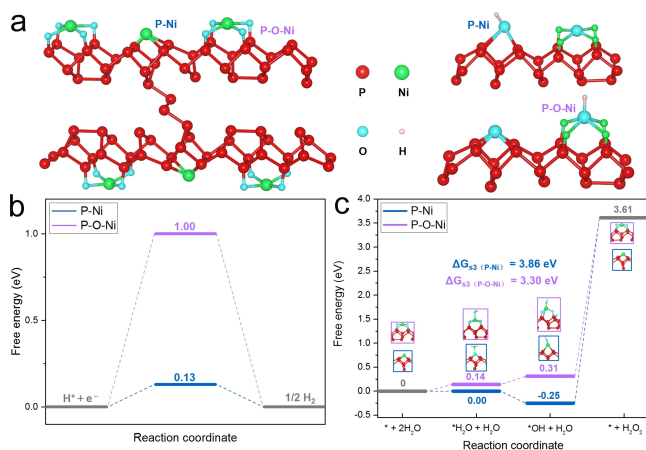 a
P-Ni
P-O-Ni
P-Ni
P
Ni
P-O-Ni
O
H
b
P-Ni
P-O-Ni
1.00
0.13
H⁺ + e⁻
1/2 H₂
1.0
0.5
0.0
Free energy (eV)
Reaction coordinate
c
P-Ni
P-O-Ni
3.61
ΔGs3 (P-Ni) = 3.86 eV
ΔGs3 (P-O-Ni) = 3.30 eV
0
0.14
0.00
0.31
-0.25
4.0
3.5
3.0
2.5
2.0
1.5
1.0
0.5
0.0
-0.5
Free energy (eV)
* + 2H₂O
*H₂O + H₂O
*OH + H₂O
* + H₂O₂
Reaction coordinate